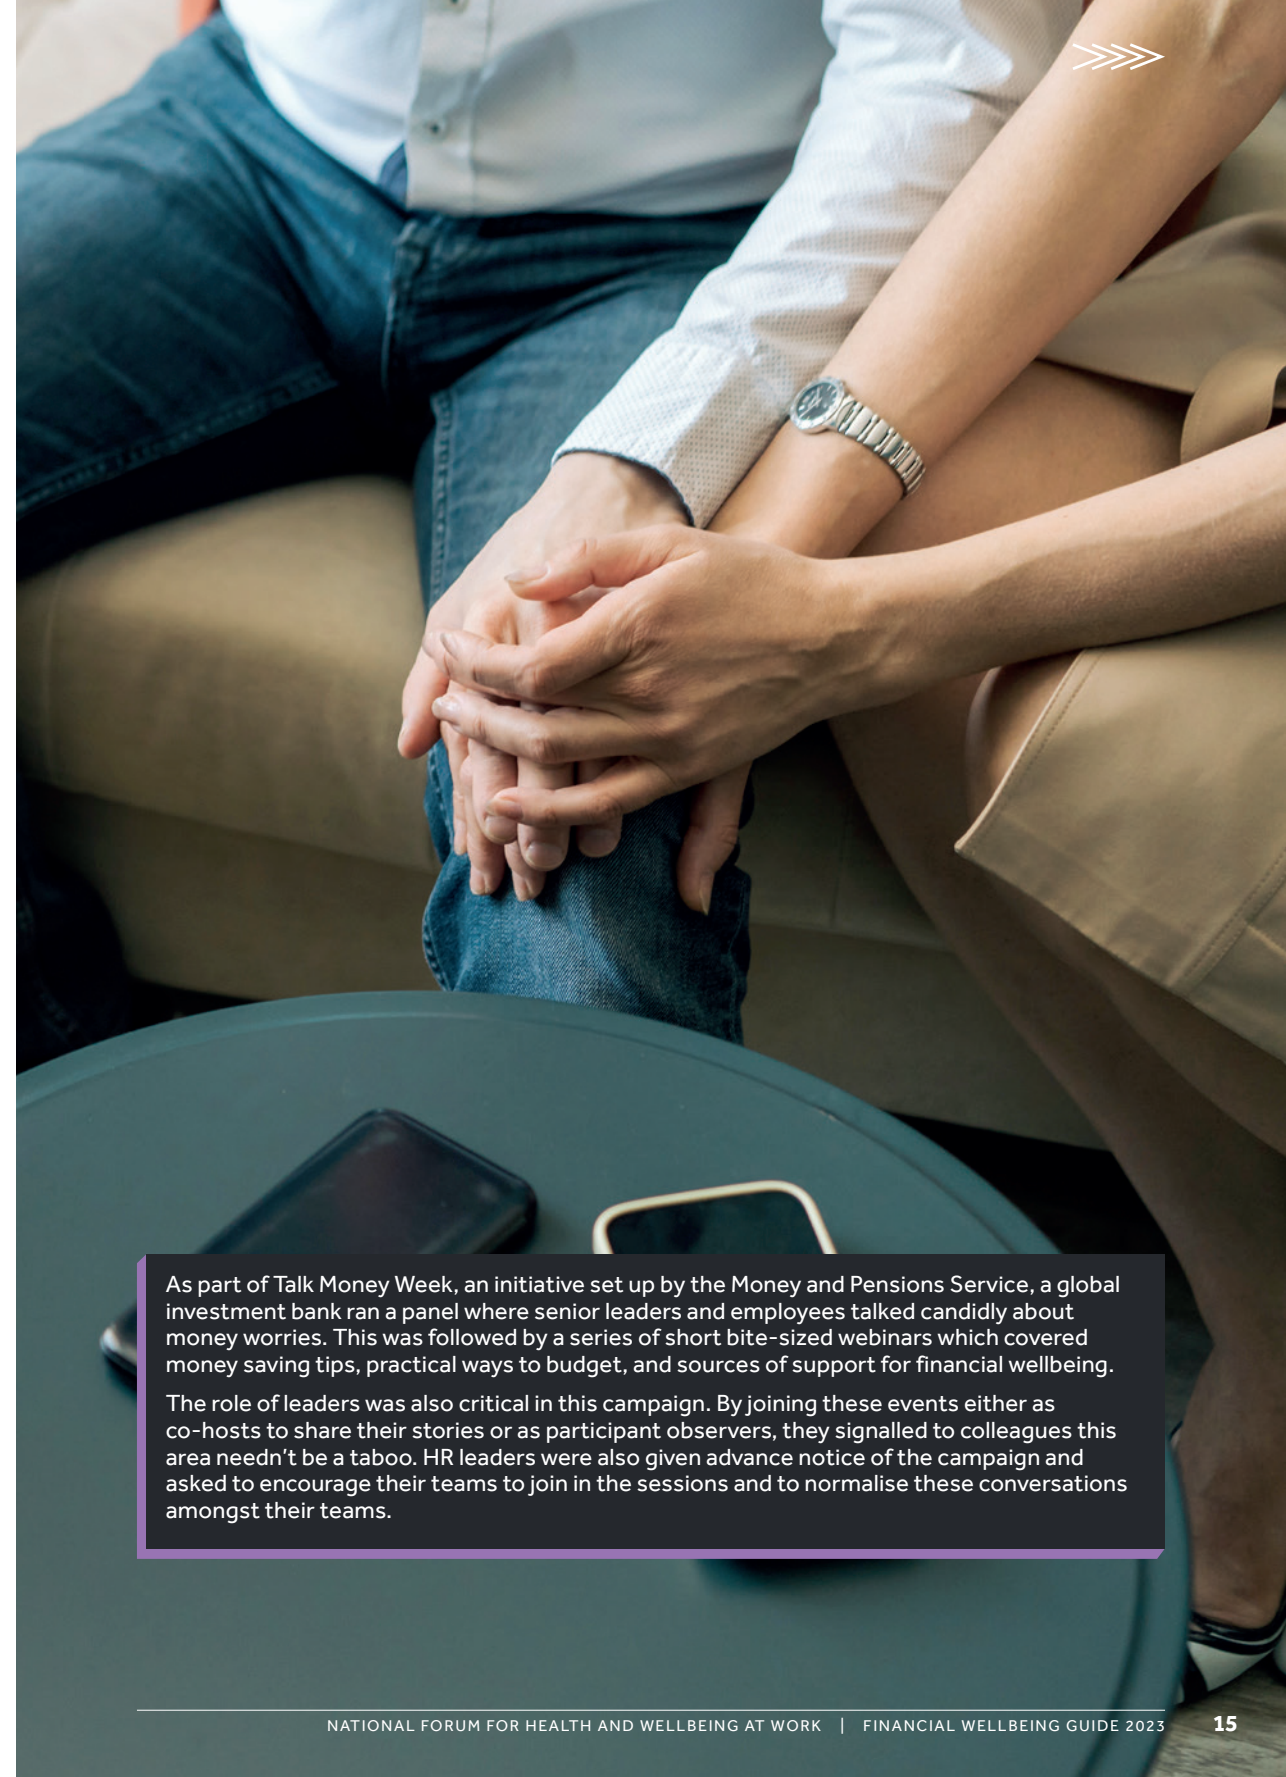 As part of Talk Money Week, an initiative set up by the Money and Pensions Service, a global
investment bank ran a panel where senior leaders and employees talked candidly about
money worries. This was followed by a series of short bite-sized webinars which covered
money saving tips, practical ways to budget, and sources of support for financial wellbeing.
The role of leaders was also critical in this campaign. By joining these events either as
co-hosts to share their stories or as participant observers, they signalled to colleagues this
area needn't be a taboo. HR leaders were also given advance notice of the campaign and
asked to encourage their teams to join in the sessions and to normalise these conversations
amongst their teams.
NATIONAL FORUM FOR HEALTH AND WELLBEING AT WORK | FINANCIAL WELLBEING GUIDE 2023 15